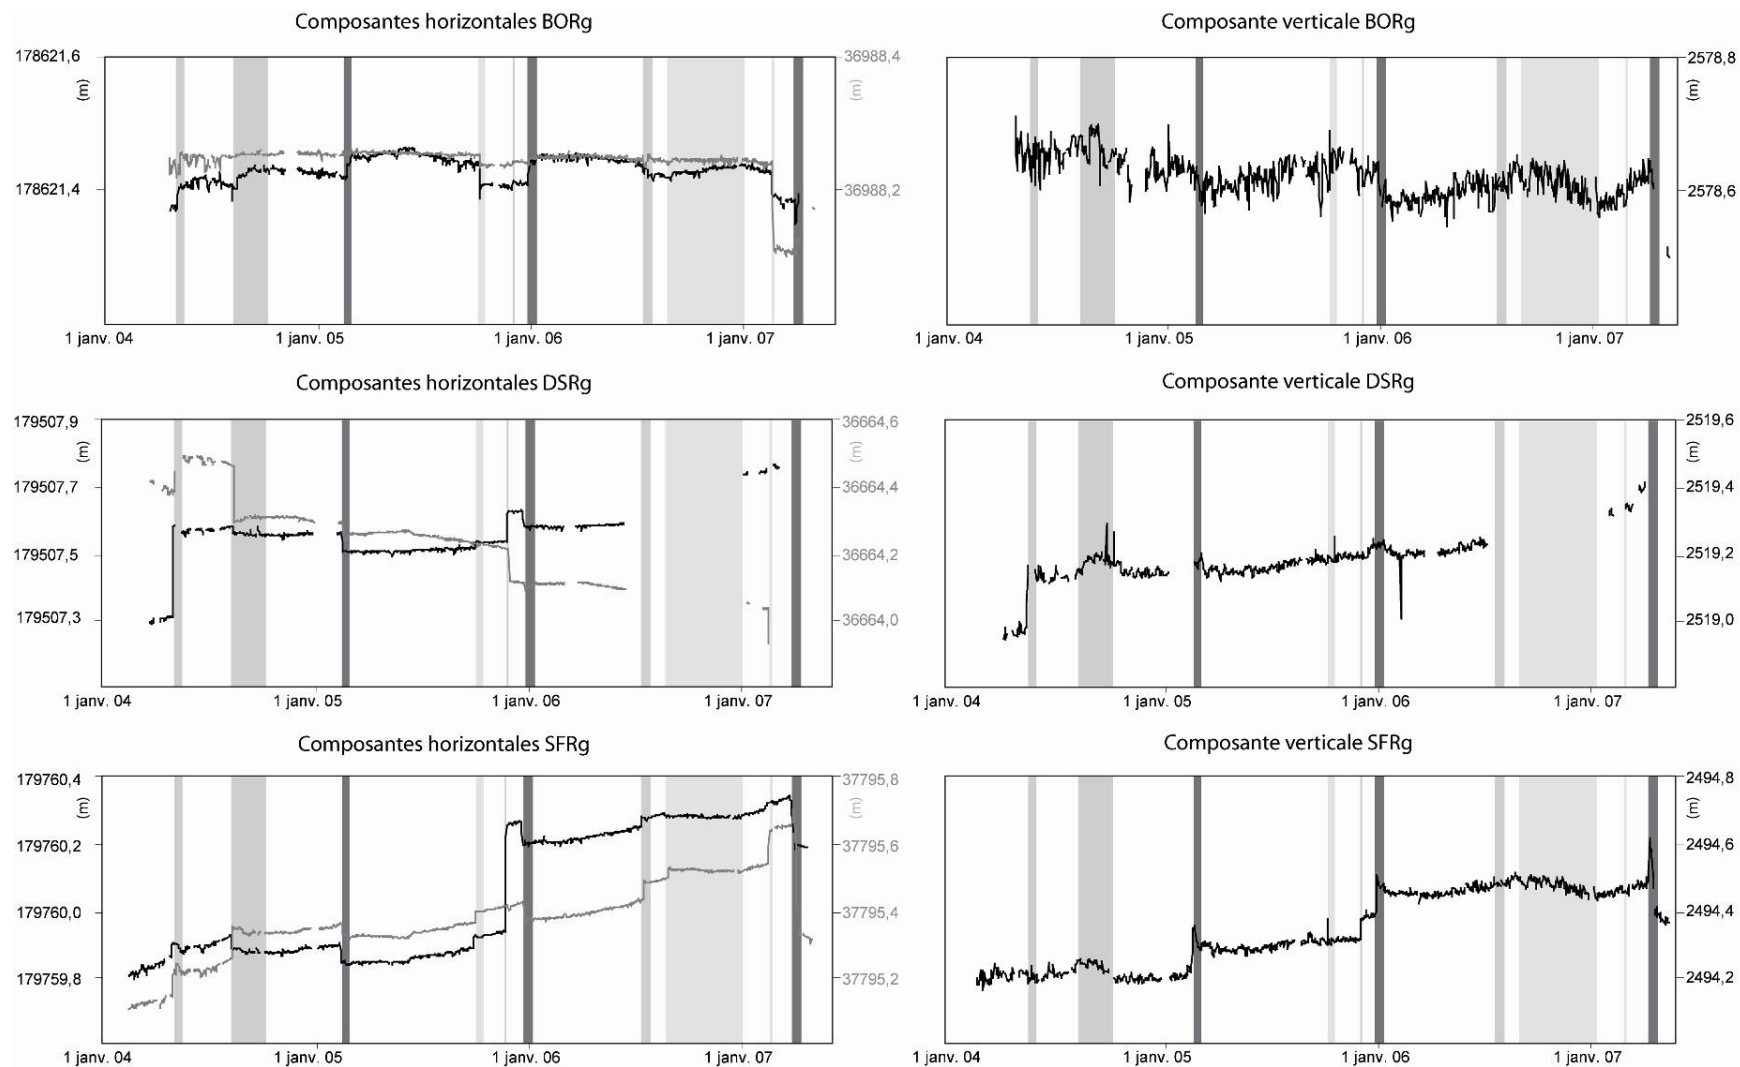 Composantes horizontales BORg
Composante verticale BORg
178621,6
36988,4
2578,8
(m)
(m)
(m)
178621,4
36988,2
2578,6
1 janv. 04
1 janv. 05
1 janv. 06
1 janv. 07
1 janv. 04
1 janv. 05
1 janv. 06
1 janv. 07
Composantes horizontales DSRg
Composante verticale DSRg
179507,9
36664,6
2519,6
(m)
(m)
(m)
179507,7
36664,4
2519,4
179507,5
36664,2
2519,2
179507,3
36664,0
2519,0
1 janv. 04
1 janv. 05
1 janv. 06
1 janv. 07
1 janv. 04
1 janv. 05
1 janv. 06
1 janv. 07
Composantes horizontales SFRg
Composante verticale SFRg
179760,4
37795,8
2494,8
(m)
(m)
(m)
179760,2
37795,6
2494,6
179760,0
37795,4
2494,4
179759,8
37795,2
2494,2
1 janv. 04
1 janv. 05
1 janv. 06
1 janv. 07
1 janv. 04
1 janv. 05
1 janv. 06
1 janv. 07